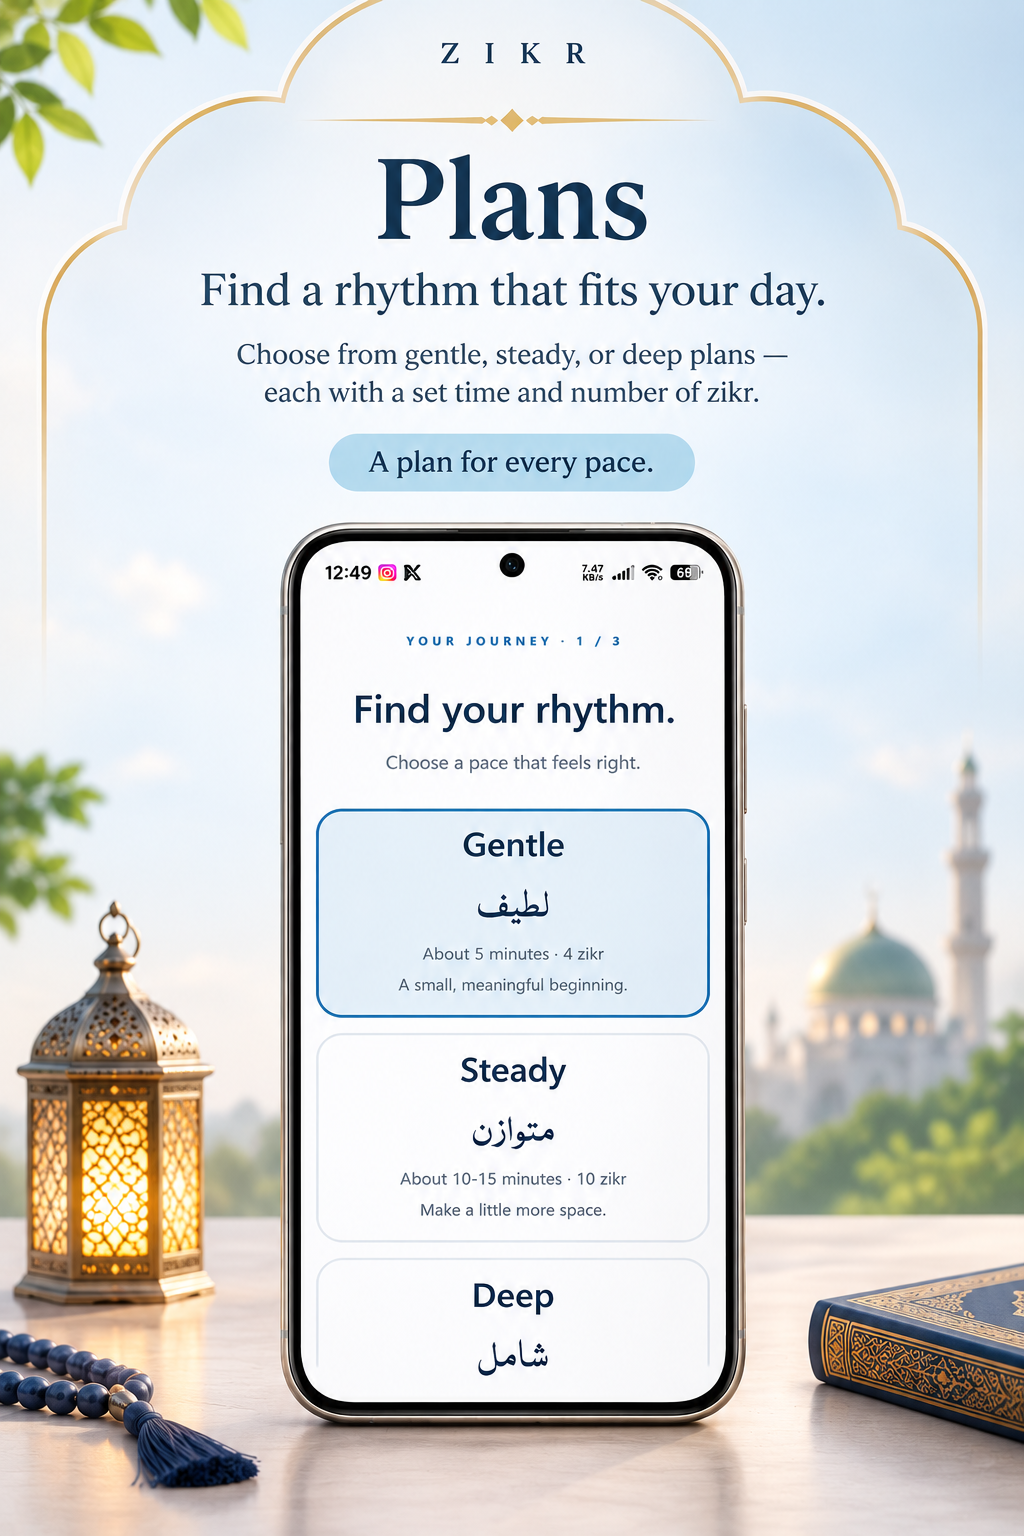 ZIKR
Plans
Find a rhythm that fits your day.
Choose from gentle, steady, or deep plans —
each with a set time and number of zikr.
A plan for every pace.
12:49 7.47 KB/s 68
YOUR JOURNEY · 1 / 3
Find your rhythm.
Choose a pace that feels right.
Gentle
لطيف
About 5 minutes · 4 zikr
A small, meaningful beginning.
Steady
متوازن
About 10-15 minutes · 10 zikr
Make a little more space.
Deep
شامل